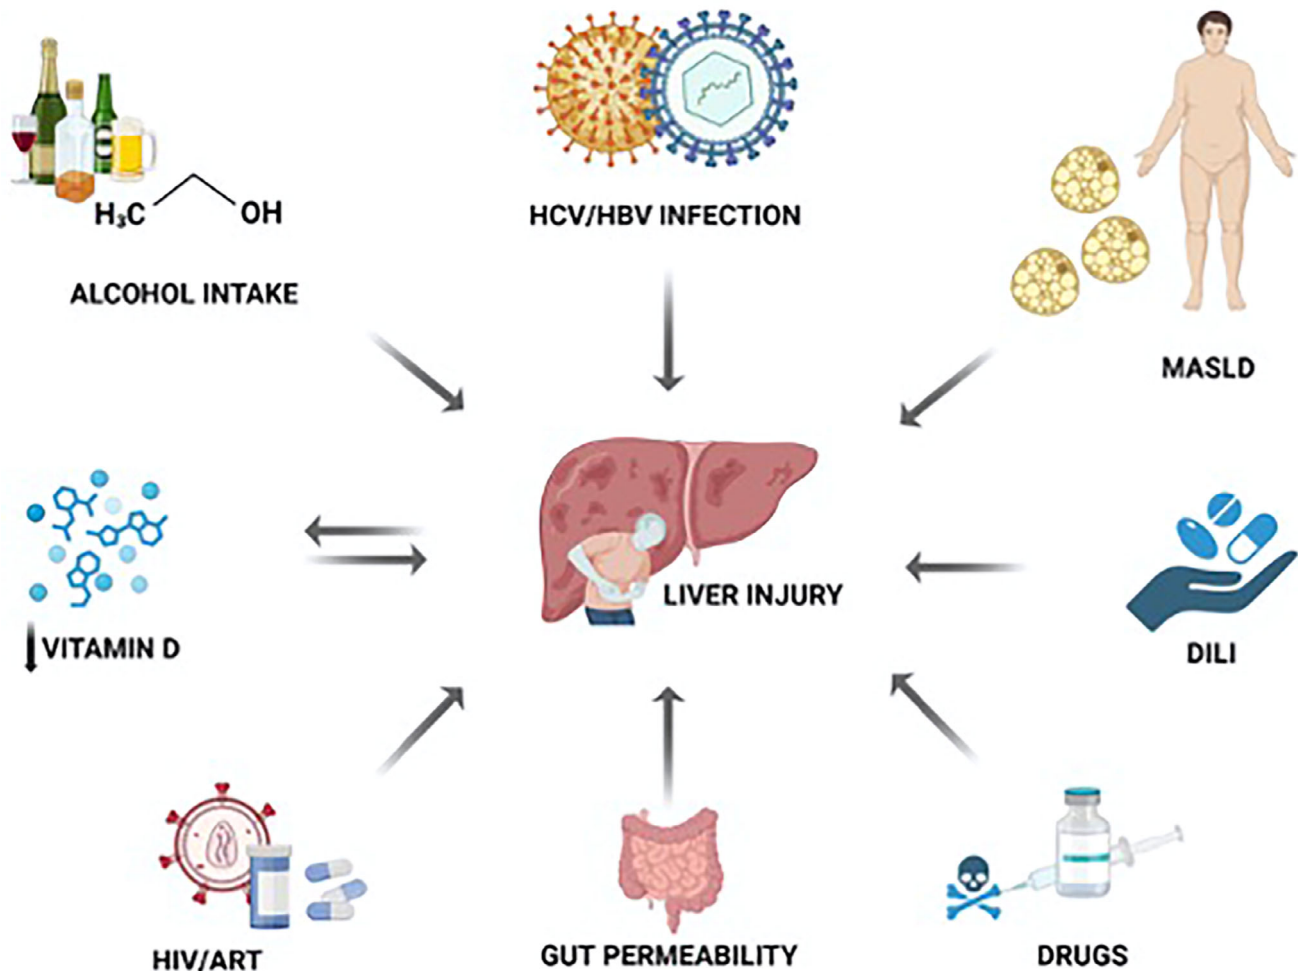 HCV/HBV INFECTION
H₃C OH
ALCOHOL INTAKE
MASLD
LIVER INJURY
VITAMIN D
DILI
HIV/ART
GUT PERMEABILITY
DRUGS